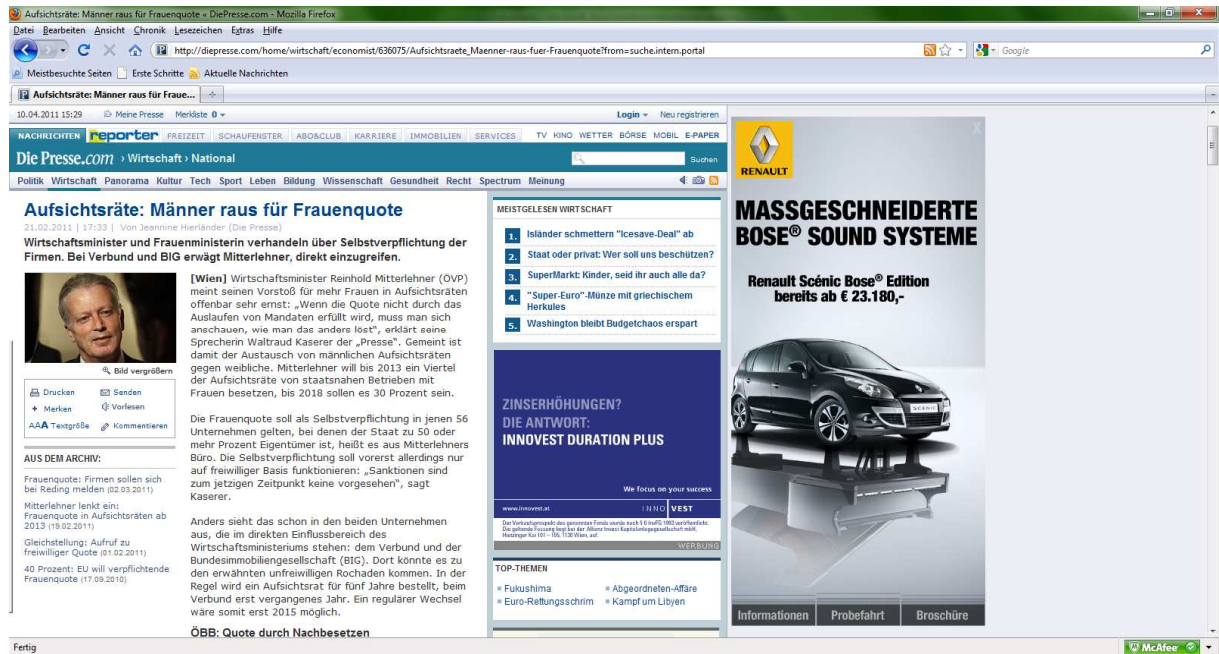 Aufsichtsräte: Männer raus für Frauenquote « DiePresse.com - Mozilla Firefox
Datei Bearbeiten Ansicht Chronik Lesezeichen Extras Hilfe
http://diepresse.com/home/wirtschaft/economist/636075/Aufsichtsraete_Maenner-raus-fuer-Frauenquote?from=suche.intern.portal
Google
Meistbesuchte Seiten Erste Schritte Aktuelle Nachrichten
Aufsichtsräte: Männer raus für Fraue...
10.04.2011 15:29 Meine Presse Merkliste 0
Login Neu registrieren
NACHRICHTEN reporter FREIZEIT SCHAUFENSTER ABO&CLUB KARRIERE IMMOBILIEN SERVICES TV KINO WETTER BÖRSE MOBIL E-PAPER
Die Presse.com › Wirtschaft › National
Suchen
Politik Wirtschaft Panorama Kultur Tech Sport Leben Bildung Wissenschaft Gesundheit Recht Spectrum Meinung
Aufsichtsräte: Männer raus für Frauenquote
21.02.2011 | 17:33 | Von Jeannine Hierländer (Die Presse)
Wirtschaftsminister und Frauenministerin verhandeln über Selbstverpflichtung der
Firmen. Bei Verbund und BIG erwägt Mitterlehner, direkt einzugreifen.
Bild vergrößern
Drucken Senden
Merken Vorlesen
AAA Textgröße Kommentieren
AUS DEM ARCHIV:
Frauenquote: Firmen sollen sich
bei Reding melden (02.03.2011)
Mitterlehner lenkt ein:
Frauenquote in Aufsichtsräten ab
2013 (19.02.2011)
Gleichstellung: Aufruf zu
freiwilliger Quote (01.02.2011)
40 Prozent: EU will verpflichtende
Frauenquote (17.09.2010)
[Wien] Wirtschaftsminister Reinhold Mitterlehner (ÖVP)
meint seinen Vorstoß für mehr Frauen in Aufsichtsräten
offenbar sehr ernst: „Wenn die Quote nicht durch das
Auslaufen von Mandaten erfüllt wird, muss man sich
anschauen, wie man das anders löst“, erklärt seine
Sprecherin Waltraud Kaserer der „Presse“. Gemeint ist
damit der Austausch von männlichen Aufsichtsräten
gegen weibliche. Mitterlehner will bis 2013 ein Viertel
der Aufsichtsräte von staatsnahen Betrieben mit
Frauen besetzen, bis 2018 sollen es 30 Prozent sein.
Die Frauenquote soll als Selbstverpflichtung in jenen 56
Unternehmen gelten, bei denen der Staat zu 50 oder
mehr Prozent Eigentümer ist, heißt es aus Mitterlehners
Büro. Die Selbstverpflichtung soll vorerst allerdings nur
auf freiwilliger Basis funktionieren: „Sanktionen sind
zum jetzigen Zeitpunkt keine vorgesehen“, sagt
Kaserer.
Anders sieht das schon in den beiden Unternehmen
aus, die im direkten Einflussbereich des
Wirtschaftsministeriums stehen: dem Verbund und der
Bundesimmobiliengesellschaft (BIG). Dort könnte es zu
den erwähnten unfreiwilligen Rochaden kommen. In der
Regel wird ein Aufsichtsrat für fünf Jahre bestellt, beim
Verbund erst vergangenes Jahr. Ein regulärer Wechsel
wäre somit erst 2015 möglich.
ÖBB: Quote durch Nachbesetzen
MEISTGELESEN WIRTSCHAFT
1. Isländer schmettern "Icesave-Deal" ab
2. Staat oder privat: Wer soll uns beschützen?
3. SuperMarkt: Kinder, seid ihr auch alle da?
4. "Super-Euro"-Münze mit griechischem
Herkules
5. Washington bleibt Budgetchaos erspart
ZINSERHÖHUNGEN?
DIE ANTWORT:
INNOVEST DURATION PLUS
We focus on your success
www.innovest.at INNO VEST
WERBUNG
TOP-THEMEN
Fukushima Abgeordneten-Affäre
Euro-Rettungsschrim Kampf um Libyen
X
RENAULT
MASSGESCHNEIDERTE
BOSE® SOUND SYSTEME
Renault Scénic Bose® Edition
bereits ab € 23.180,-
SCENIC
Informationen Probefahrt Broschüre
Fertig
McAfee